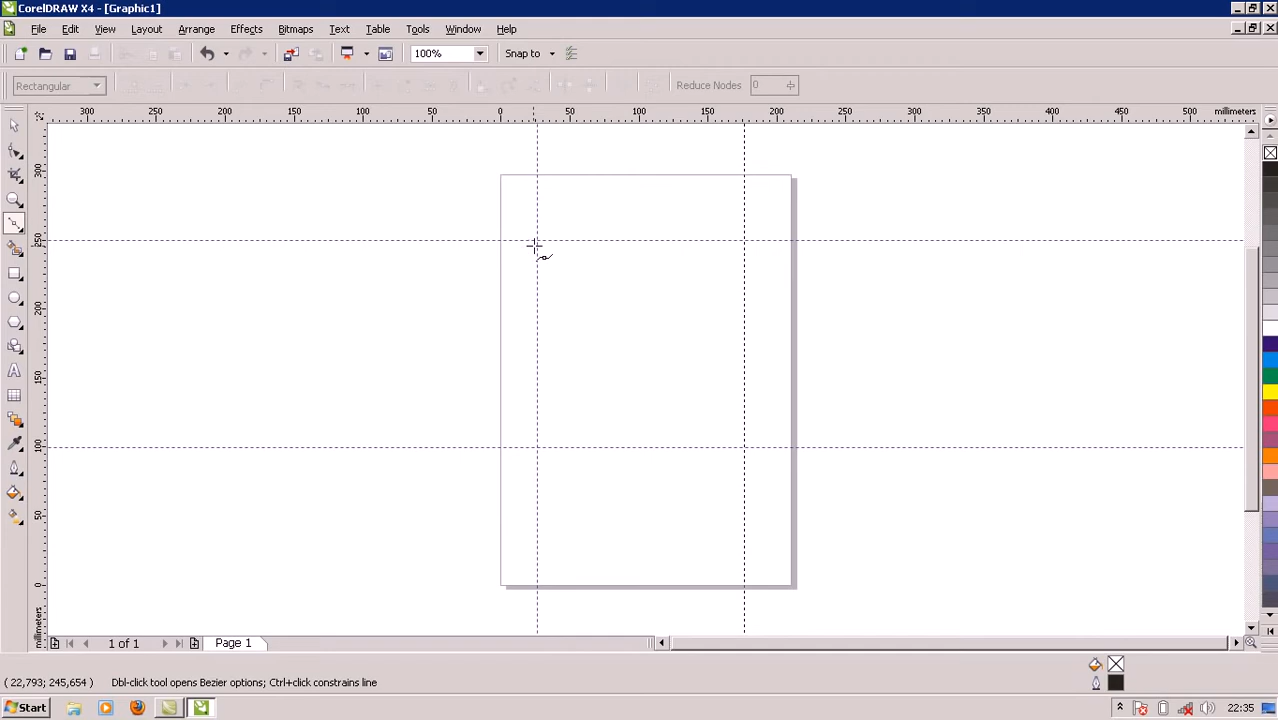 CorelDRAW X4 - [Graphic1]
File Edit View Layout Arrange Effects Bitmaps Text Table Tools Window Help
100% Snap to
Rectangular Reduce Nodes 0
300 250 200 150 100 50 0 50 100 150 200 250 300 350 400 450 500 millimeters
300
250
200
150
100
50
0
millimeters
1 of 1 Page 1
(22,793; 245,654 ) Dbl-click tool opens Bezier options; Ctrl+click constrains line
Start 22:35